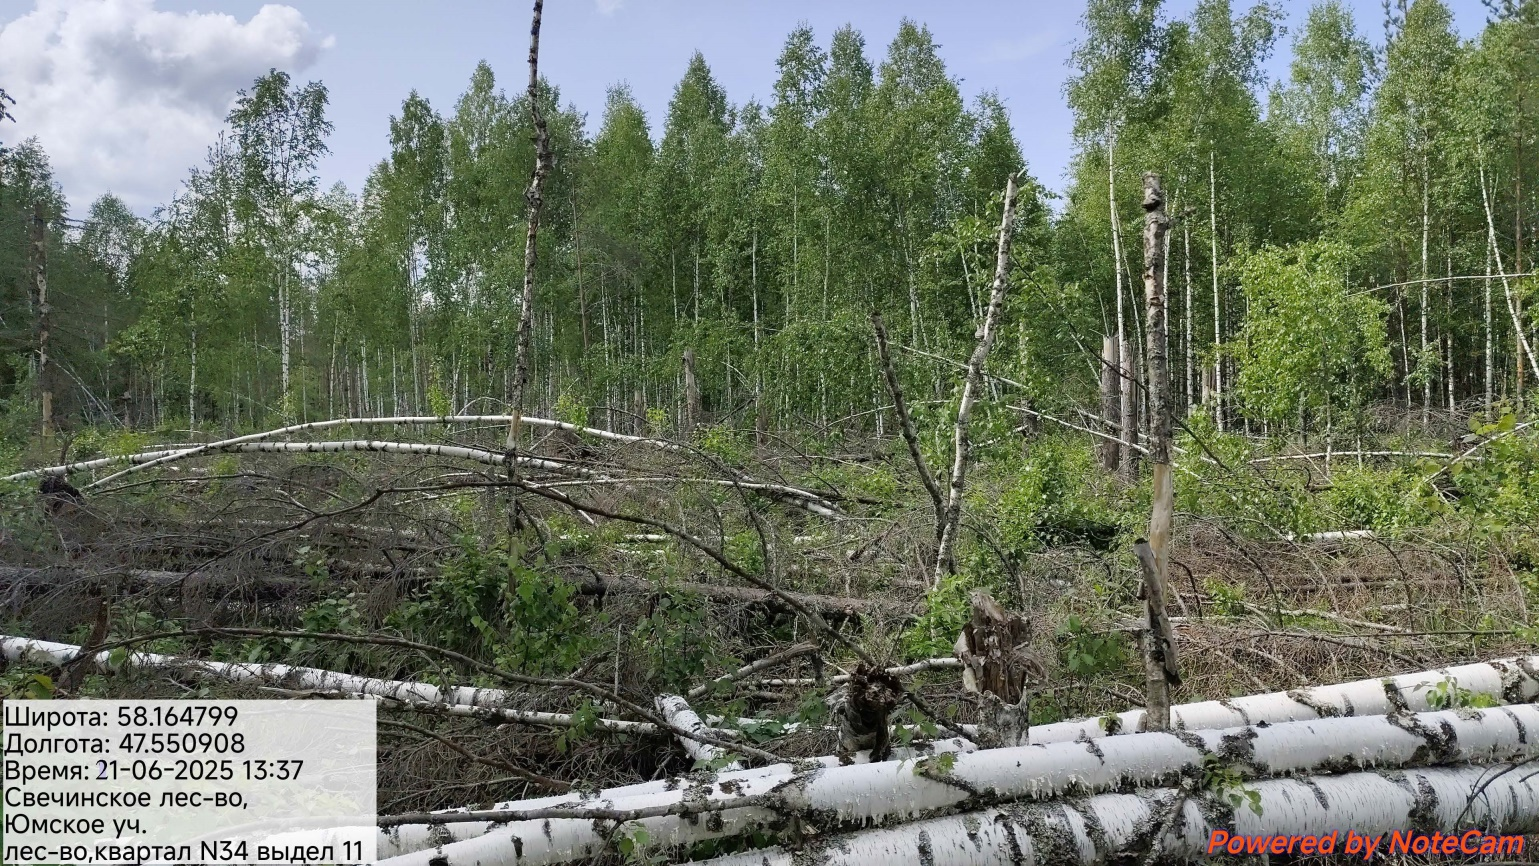 Широта: 58.164799
Долгота: 47.550908
Время: 21-06-2025 13:37
Свечинское лес-во,
Юмское уч.
лес-во,квартал N34 выдел 11
Powered by NoteCam